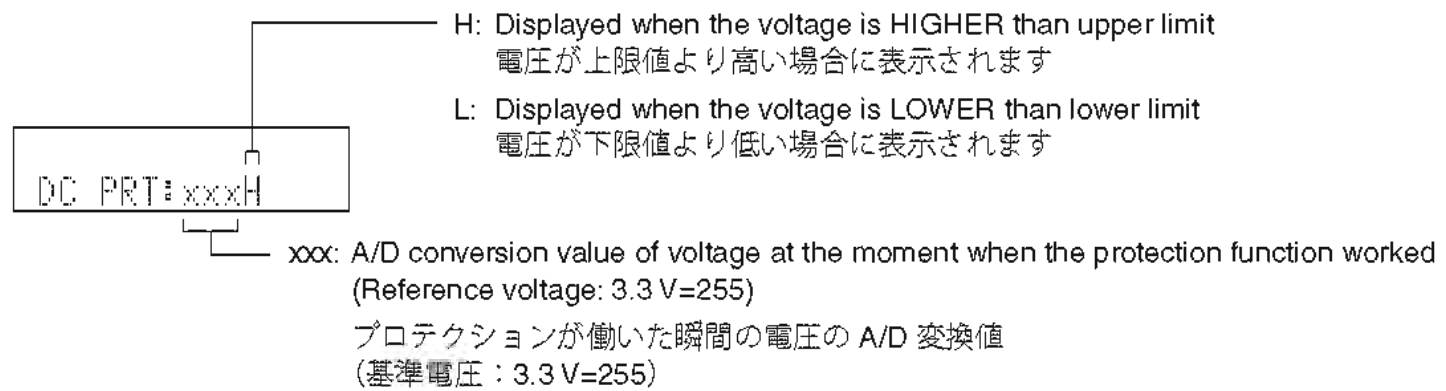 H: Displayed when the voltage is HIGHER than upper limit
電圧が上限値より高い場合に表示されます
L: Displayed when the voltage is LOWER than lower limit
電圧が下限値より低い場合に表示されます
DC PRT:xxxH
xxx: A/D conversion value of voltage at the moment when the protection function worked
(Reference voltage: 3.3 V=255)
プロテクションが働いた瞬間の電圧の A/D 変換値
(基準電圧:3.3 V=255)